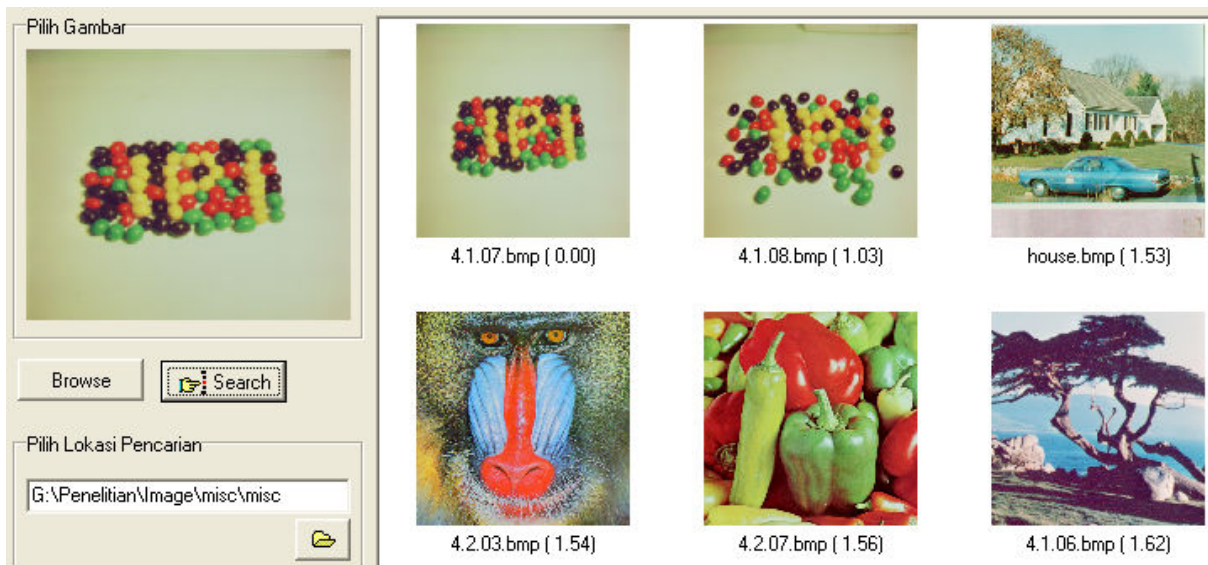 Pilih Gambar
4.1.07.bmp ( 0.00)
4.1.08.bmp ( 1.03)
house.bmp ( 1.53)
Browse
Search
Pilih Lokasi Pencarian
G:\Penelitian\Image\misc\misc
4.2.03.bmp ( 1.54)
4.2.07.bmp ( 1.56)
4.1.06.bmp ( 1.62)